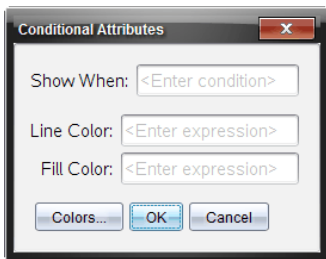 Conditional Attributes
x
Show When: <Enter condition>
Line Color: <Enter expression>
Fill Color: <Enter expression>
Colors... OK Cancel